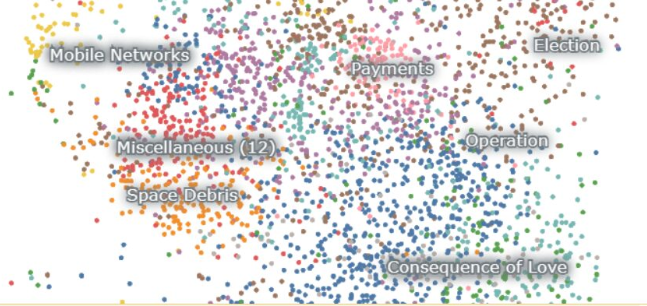 Election
Mobile Networks
Payments
Operation
Miscellaneous (12)
Space Debris
Consequence of Love